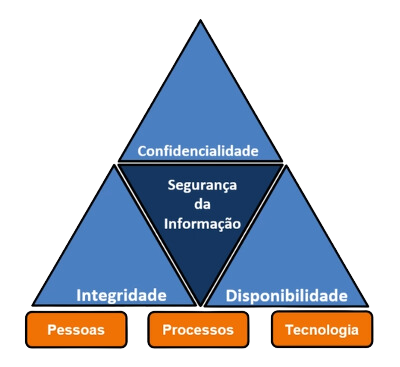 Confidencialidade
Segurança
da
Informação
Integridade
Disponibilidade
Pessoas
Processos
Tecnologia